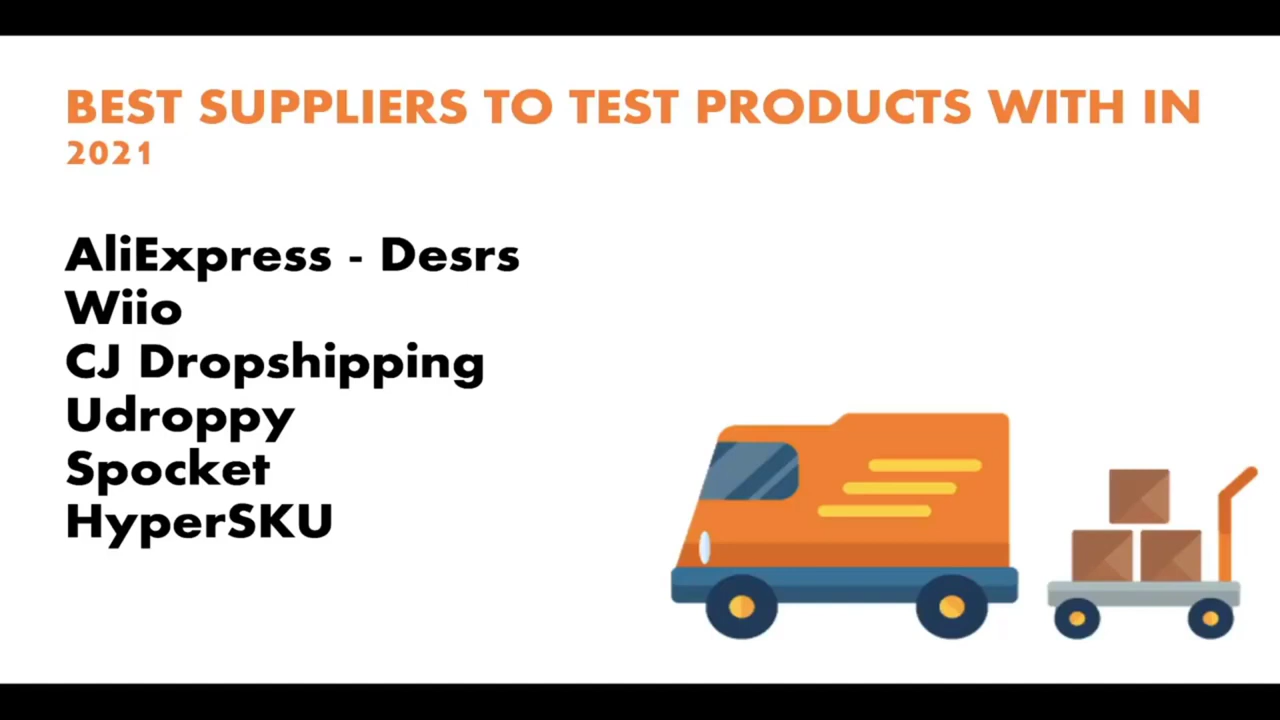 BEST SUPPLIERS TO TEST PRODUCTS WITH IN
2021
AliExpress - Desrs
Wiio
CJ Dropshipping
Udroppy
Spocket
HyperSKU